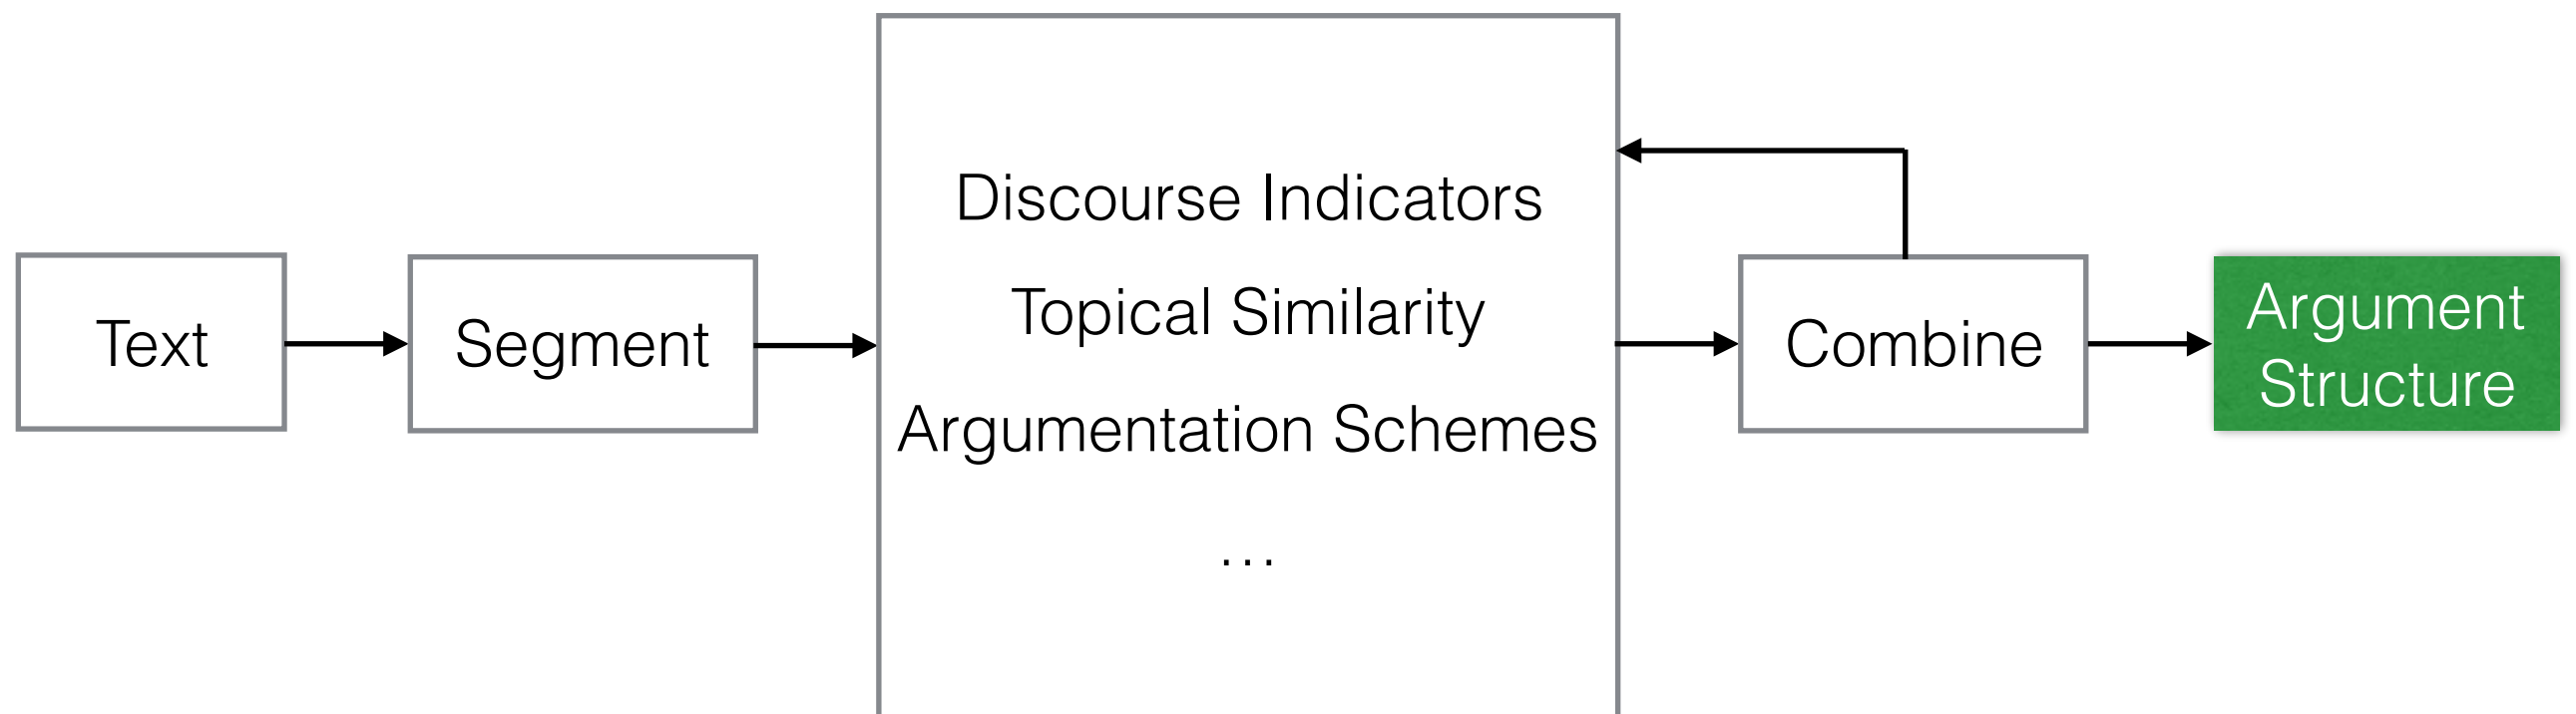 Text
Segment
Discourse Indicators
Topical Similarity
Argumentation Schemes
...
Combine
Argument
Structure